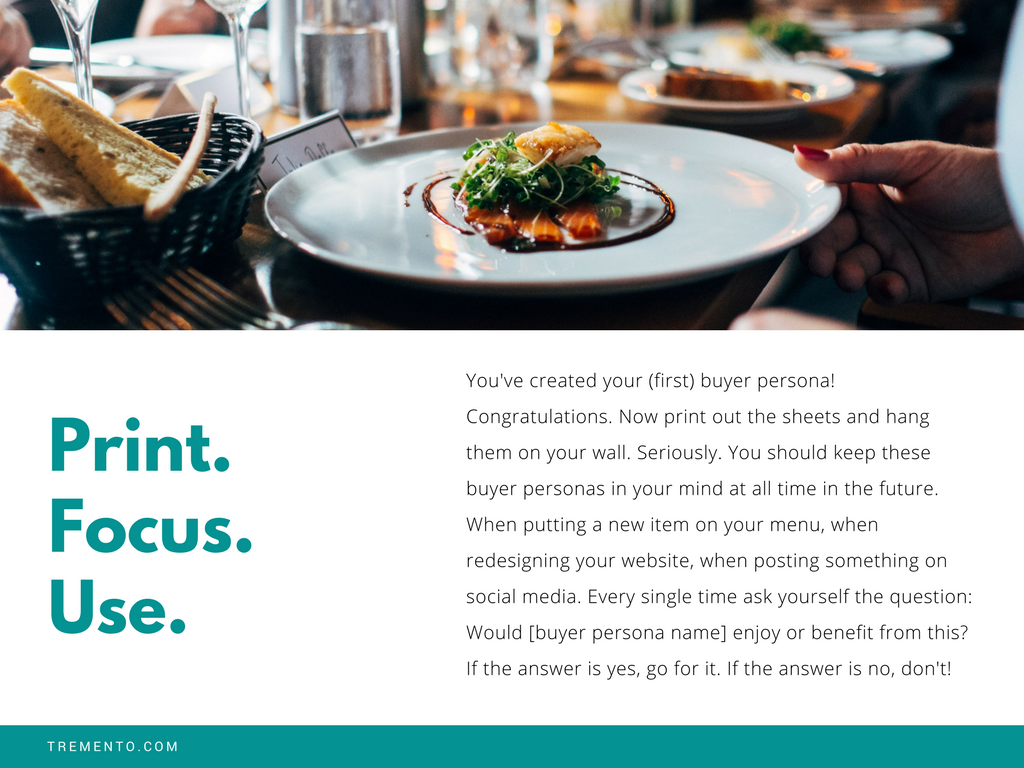 Print.
Focus.
Use.
You've created your (first) buyer persona!
Congratulations. Now print out the sheets and hang
them on your wall. Seriously. You should keep these
buyer personas in your mind at all time in the future.
When putting a new item on your menu, when
redesigning your website, when posting something on
social media. Every single time ask yourself the question:
Would [buyer persona name] enjoy or benefit from this?
If the answer is yes, go for it. If the answer is no, don't!
TREMENTO.COM